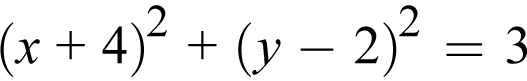 (x + 4)² + (y − 2)² = 3